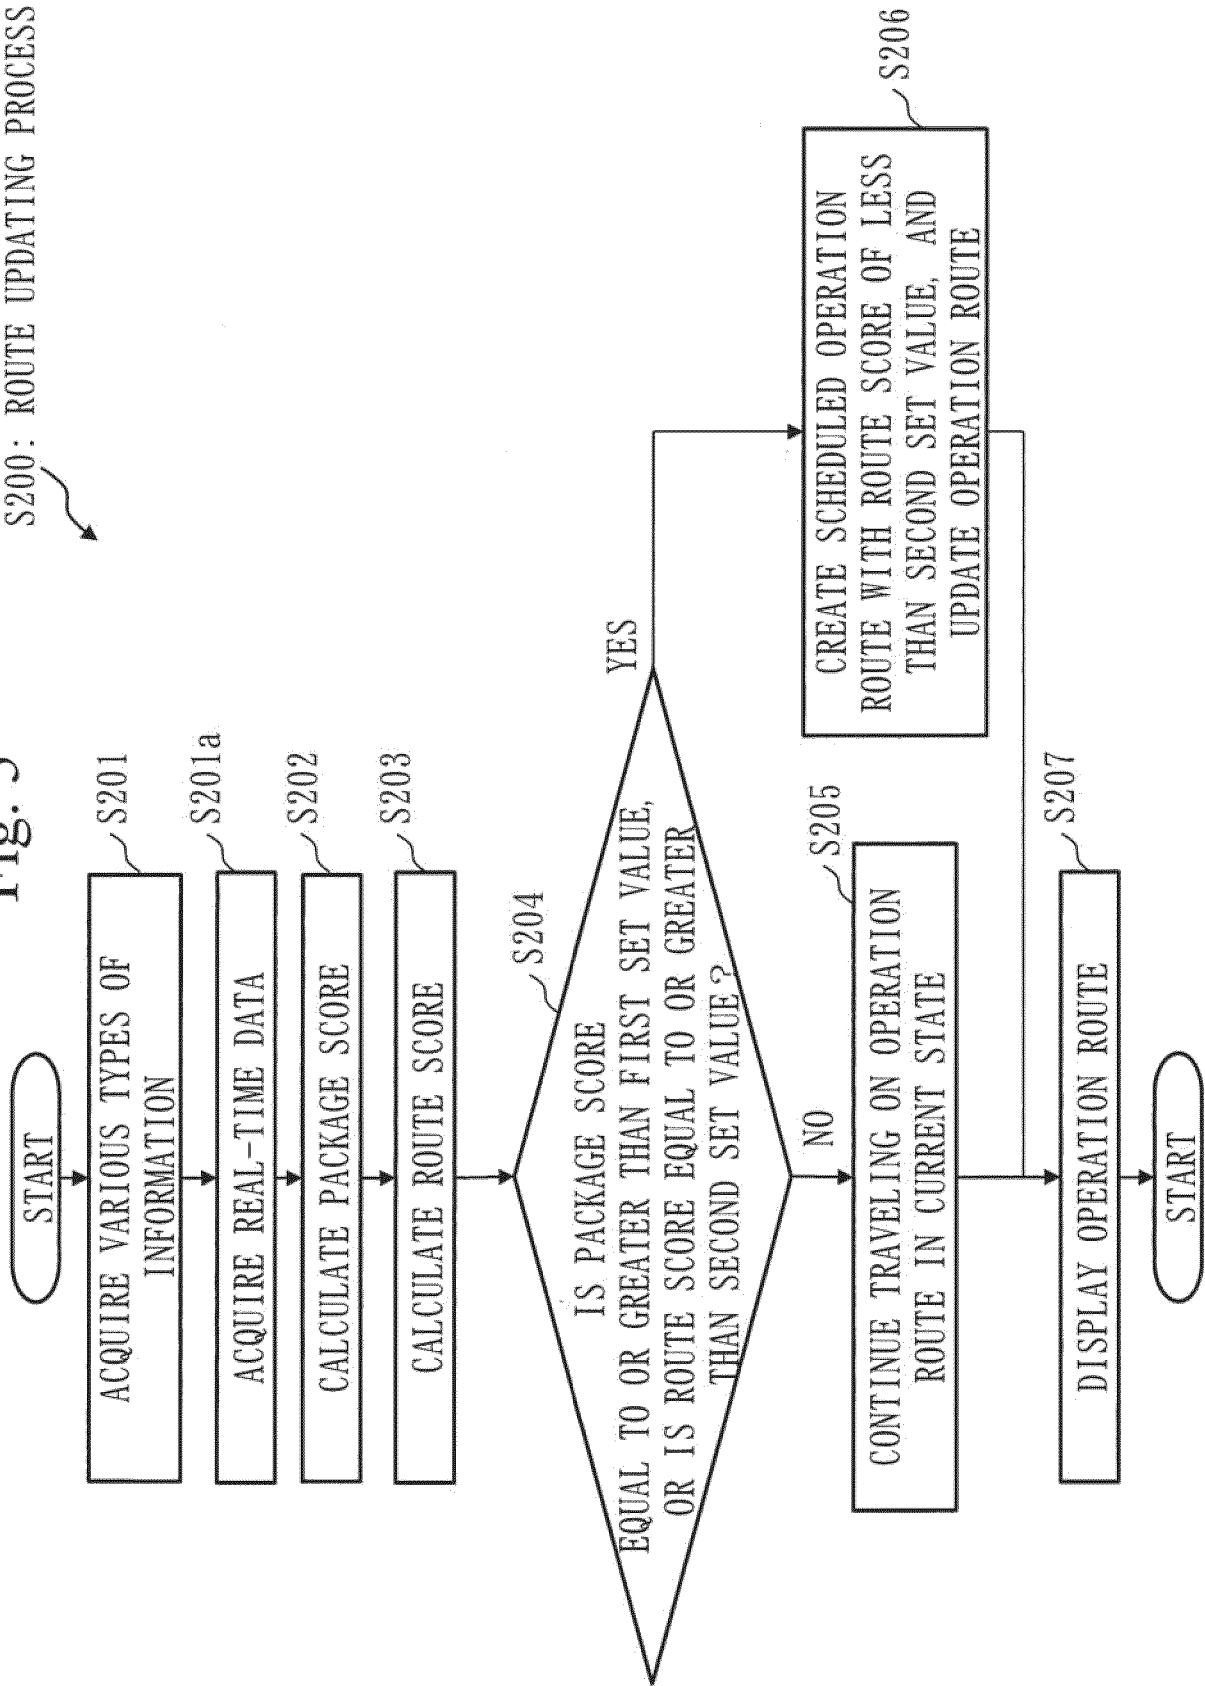 Fig. 5
S200: ROUTE UPDATING PROCESS
START
ACQUIRE VARIOUS TYPES OF
INFORMATION
S201
ACQUIRE REAL-TIME DATA
S201a
CALCULATE PACKAGE SCORE
S202
CALCULATE ROUTE SCORE
S203
S204
IS PACKAGE SCORE
EQUAL TO OR GREATER THAN FIRST SET VALUE,
OR IS ROUTE SCORE EQUAL TO OR GREATER
THAN SECOND SET VALUE?
YES
NO
S205
CONTINUE TRAVELING ON OPERATION
ROUTE IN CURRENT STATE
S206
CREATE SCHEDULED OPERATION
ROUTE WITH ROUTE SCORE OF LESS
THAN SECOND SET VALUE, AND
UPDATE OPERATION ROUTE
S207
DISPLAY OPERATION ROUTE
START